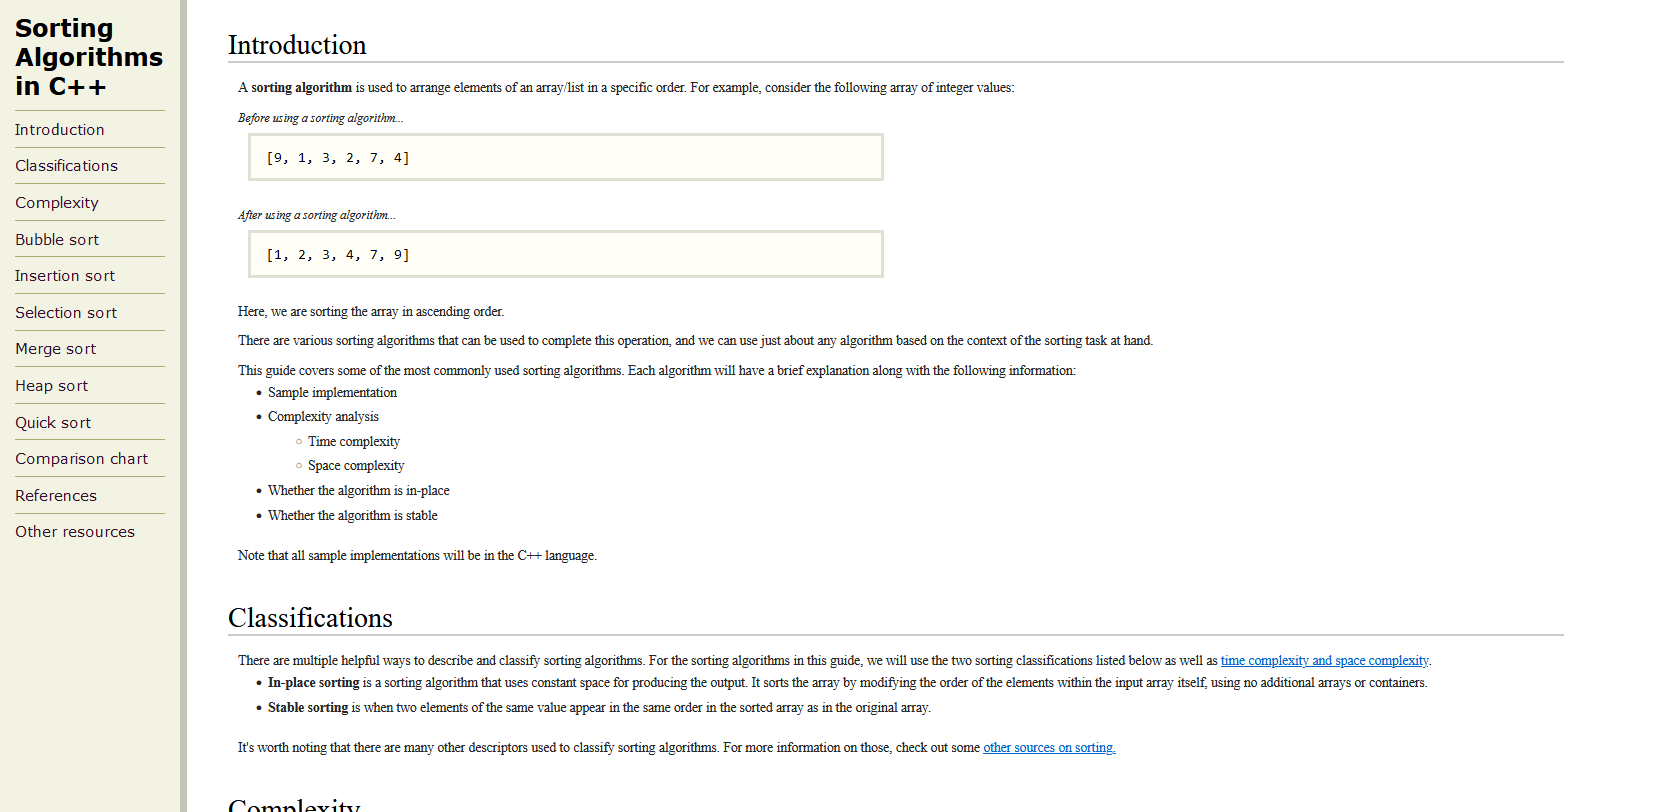 Sorting
Algorithms
in C++
Introduction
Classifications
Complexity
Bubble sort
Insertion sort
Selection sort
Merge sort
Heap sort
Quick sort
Comparison chart
References
Other resources
Introduction
A sorting algorithm is used to arrange elements of an array/list in a specific order. For example, consider the following array of integer values:
Before using a sorting algorithm...
[9, 1, 3, 2, 7, 4]
After using a sorting algorithm...
[1, 2, 3, 4, 7, 9]
Here, we are sorting the array in ascending order.
There are various sorting algorithms that can be used to complete this operation, and we can use just about any algorithm based on the context of the sorting task at hand.
This guide covers some of the most commonly used sorting algorithms. Each algorithm will have a brief explanation along with the following information:
• Sample implementation
• Complexity analysis
○ Time complexity
○ Space complexity
• Whether the algorithm is in-place
• Whether the algorithm is stable
Note that all sample implementations will be in the C++ language.
Classifications
There are multiple helpful ways to describe and classify sorting algorithms. For the sorting algorithms in this guide, we will use the two sorting classifications listed below as well as time complexity and space complexity.
• In-place sorting is a sorting algorithm that uses constant space for producing the output. It sorts the array by modifying the order of the elements within the input array itself, using no additional arrays or containers.
• Stable sorting is when two elements of the same value appear in the same order in the sorted array as in the original array.
It's worth noting that there are many other descriptors used to classify sorting algorithms. For more information on those, check out some other sources on sorting.
Complexity